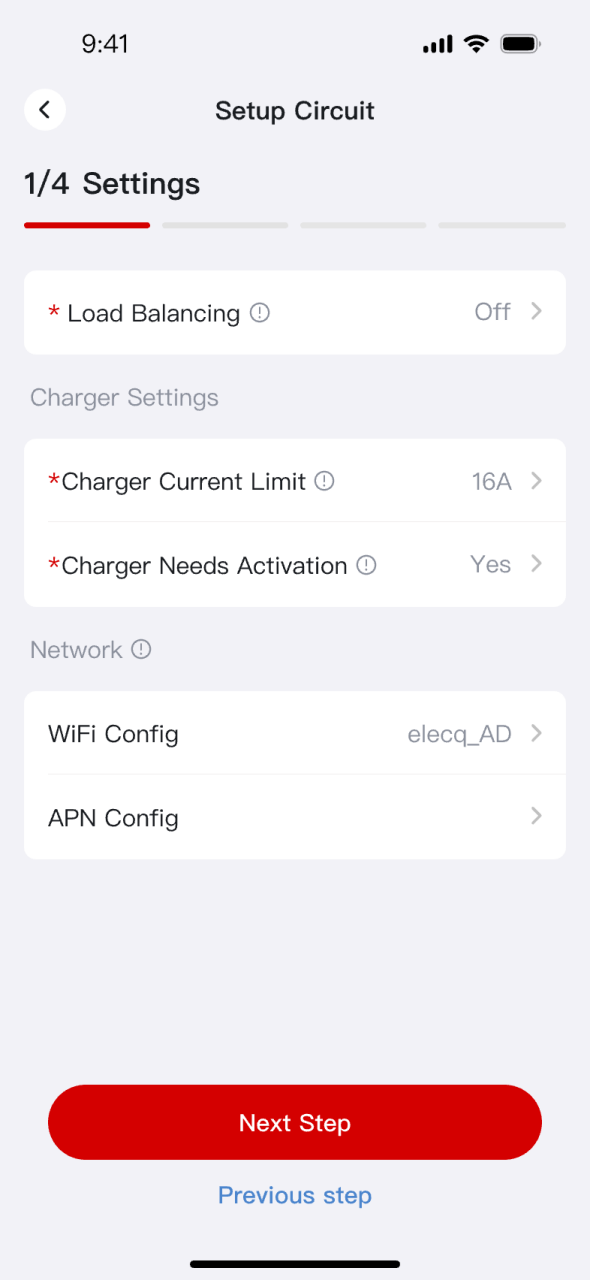 9:41
Setup Circuit
1/4 Settings
* Load Balancing Off
Charger Settings
*Charger Current Limit 16A
*Charger Needs Activation Yes
Network
WiFi Config elecq_AD
APN Config
Next Step
Previous step